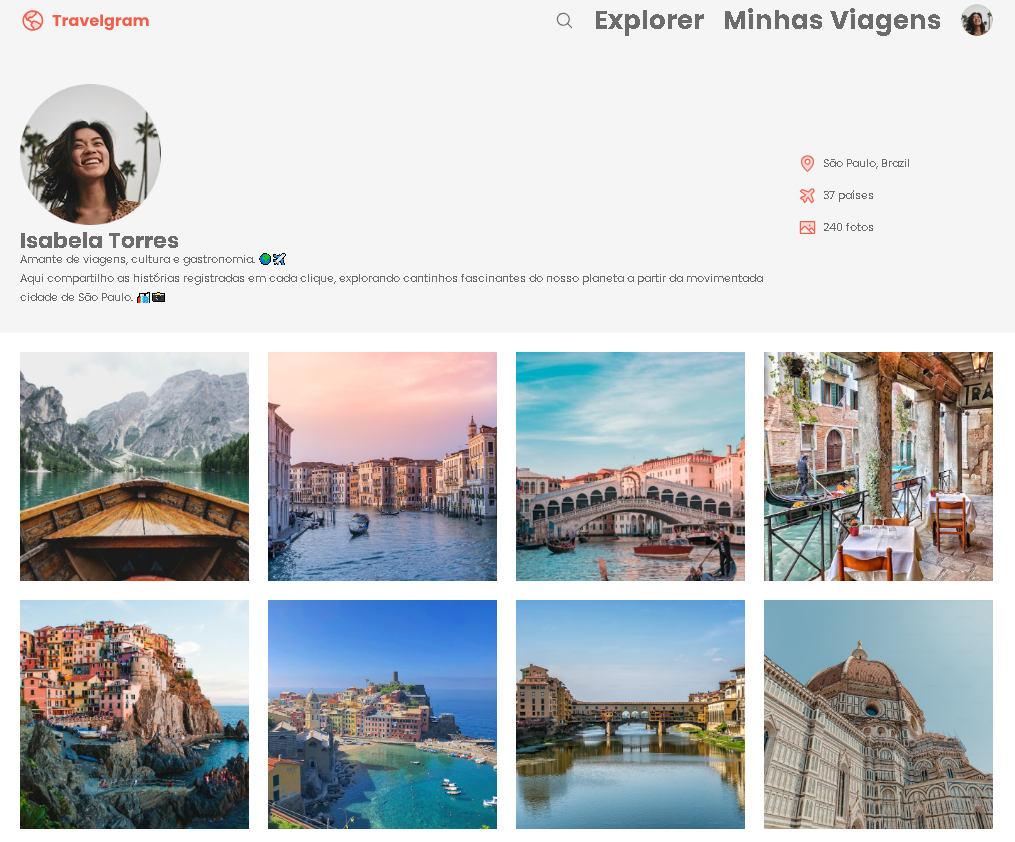 Travelgram
Explorer
Minhas Viagens
São Paulo, Brazil
37 países
240 fotos
Isabela Torres
Amante de viagens, cultura e gastronomia. 🌍✈️
Aqui compartilho as histórias registradas em cada clique, explorando cantinhos fascinantes do nosso planeta a partir da movimentada
cidade de São Paulo. 🏙️📸
TRA